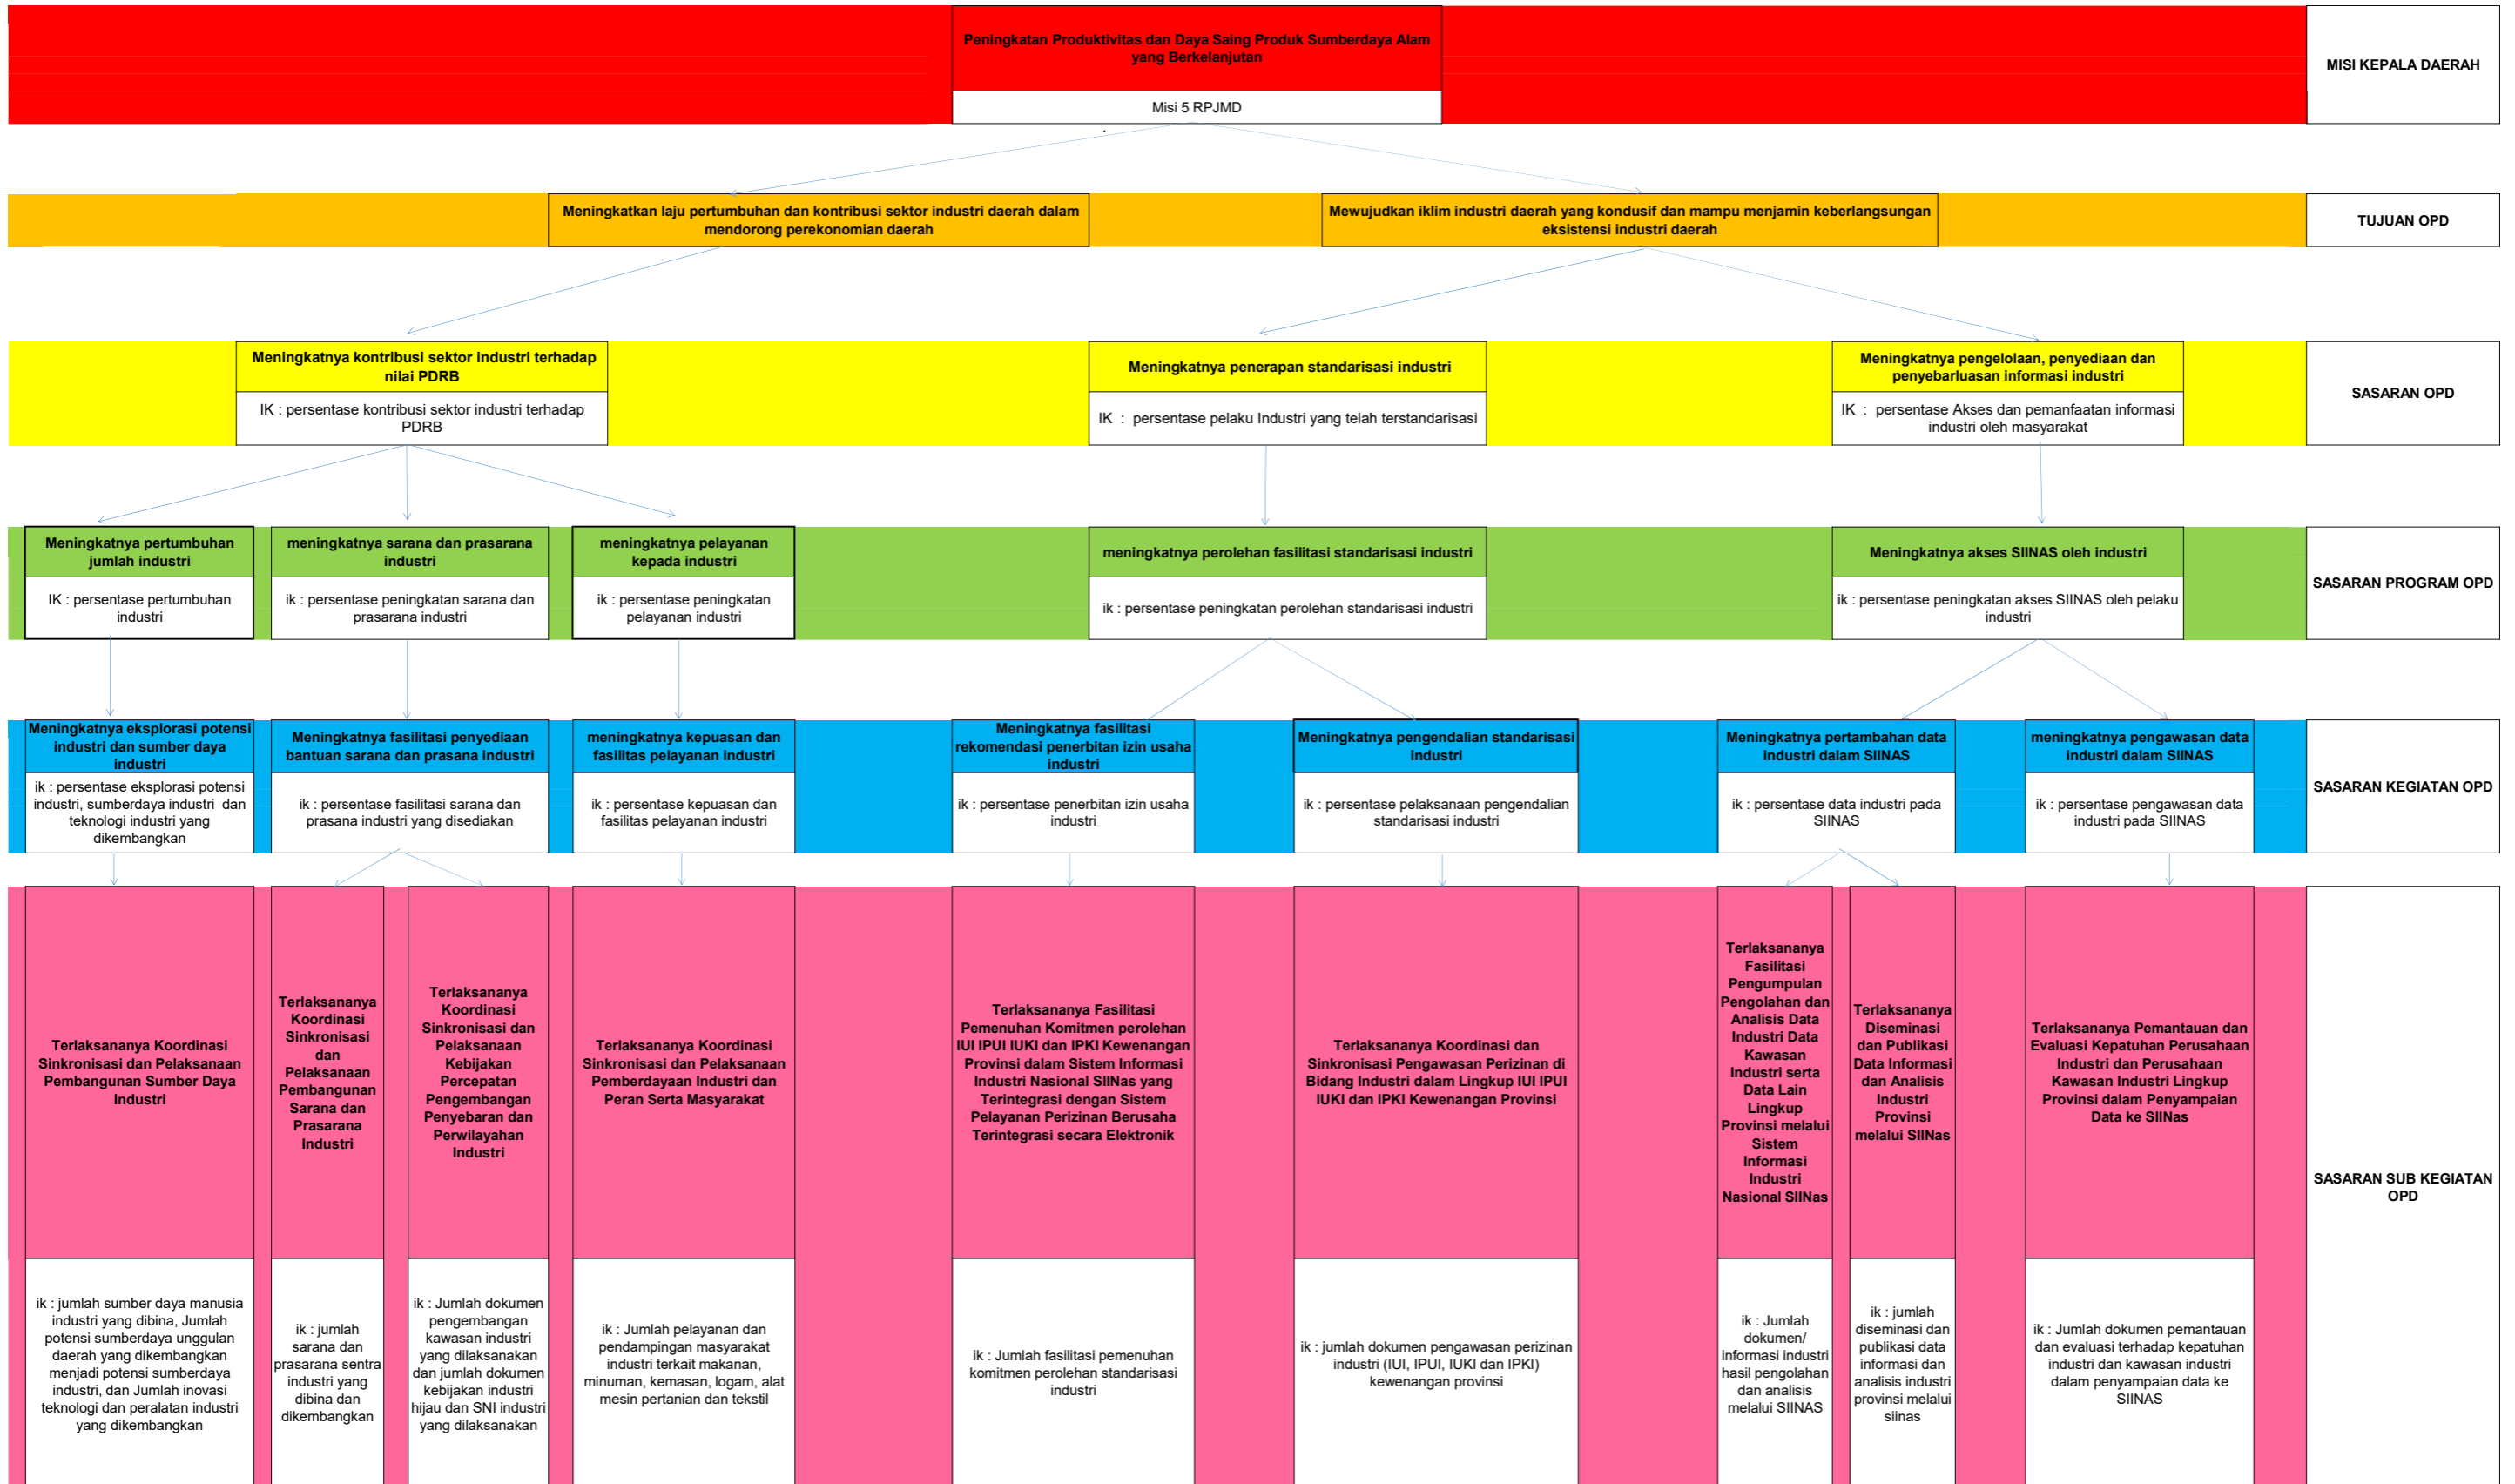 Peningkatan Produktivitas dan Daya Saing Produk Sumberdaya Alam
yang Berkelanjutan
Misi 5 RPJMD
MISI KEPALA DAERAH
Meningkatkan laju pertumbuhan dan kontribusi sektor industri daerah dalam
mendorong perekonomian daerah
Mewujudkan iklim industri daerah yang kondusif dan mampu menjamin keberlangsungan
eksistensi industri daerah
TUJUAN OPD
Meningkatnya kontribusi sektor industri terhadap
nilai PDRB
IK : persentase kontribusi sektor industri terhadap
PDRB
Meningkatnya penerapan standarisasi industri
IK : persentase pelaku Industri yang telah terstandarisasi
Meningkatnya pengelolaan, penyediaan dan
penyebarluasan informasi industri
IK : persentase Akses dan pemanfaatan informasi
industri oleh masyarakat
SASARAN OPD
Meningkatnya pertumbuhan
jumlah industri
IK : persentase pertumbuhan
industri
meningkatnya sarana dan prasarana
industri
ik : persentase peningkatan sarana dan
prasarana industri
meningkatnya pelayanan
kepada industri
ik : persentase peningkatan
pelayanan industri
meningkatnya perolehan fasilitasi standarisasi industri
ik : persentase peningkatan perolehan standarisasi industri
Meningkatnya akses SIINAS oleh industri
ik : persentase peningkatan akses SIINAS oleh pelaku
industri
SASARAN PROGRAM OPD
Meningkatnya eksplorasi potensi
industri dan sumber daya
industri
ik : persentase eksplorasi potensi
industri, sumberdaya industri dan
teknologi industri yang
dikembangkan
Meningkatnya fasilitasi penyediaan
bantuan sarana dan prasana industri
ik : persentase fasilitasi sarana dan
prasana industri yang disediakan
meningkatnya kepuasan dan
fasilitas pelayanan industri
ik : persentase kepuasan dan
fasilitas pelayanan industri
Meningkatnya fasilitasi
rekomendasi penerbitan izin usaha
industri
ik : persentase penerbitan izin usaha
industri
Meningkatnya pengendalian standarisasi
industri
ik : persentase pelaksanaan pengendalian
standarisasi industri
Meningkatnya pertambahan data
industri dalam SIINAS
ik : persentase data industri pada
SIINAS
meningkatnya pengawasan data
industri dalam SIINAS
ik : persentase pengawasan data
industri pada SIINAS
SASARAN KEGIATAN OPD
Terlaksananya Koordinasi
Sinkronisasi dan Pelaksanaan
Pembangunan Sumber Daya
Industri
ik : jumlah sumber daya manusia
industri yang dibina, Jumlah
potensi sumberdaya unggulan
daerah yang dikembangkan
menjadi potensi sumberdaya
industri, dan Jumlah inovasi
teknologi dan peralatan industri
yang dikembangkan
Terlaksananya
Koordinasi
Sinkronisasi
dan
Pelaksanaan
Pembangunan
Sarana dan
Prasarana
Industri
ik : jumlah
sarana dan
prasarana sentra
industri yang
dibina dan
dikembangkan
Terlaksananya
Koordinasi
Sinkronisasi dan
Pelaksanaan
Kebijakan
Percepatan
Pengembangan
Penyebaran dan
Perwilayahan
Industri
ik : Jumlah dokumen
pengembangan
kawasan industri
yang dilaksanakan
dan jumlah dokumen
kebijakan industri
hijau dan SNI industri
yang dilaksanakan
Terlaksananya Koordinasi
Sinkronisasi dan Pelaksanaan
Pemberdayaan Industri dan
Peran Serta Masyarakat
ik : Jumlah pelayanan dan
pendampingan masyarakat
industri terkait makanan,
minuman, kemasan, logam, alat
mesin pertanian dan tekstil
Terlaksananya Fasilitasi
Pemenuhan Komitmen perolehan
IUI IPUI IUKI dan IPKI Kewenangan
Provinsi dalam Sistem Informasi
Industri Nasional SIINas yang
Terintegrasi dengan Sistem
Pelayanan Perizinan Berusaha
Terintegrasi secara Elektronik
ik : Jumlah fasilitasi pemenuhan
komitmen perolehan standarisasi
industri
Terlaksananya Koordinasi dan
Sinkronisasi Pengawasan Perizinan di
Bidang Industri dalam Lingkup IUI IPUI
IUKI dan IPKI Kewenangan Provinsi
ik : jumlah dokumen pengawasan perizinan
industri (IUI, IPUI, IUKI dan IPKI)
kewenangan provinsi
Terlaksananya
Fasilitasi
Pengumpulan
Pengolahan dan
Analisis Data
Industri Data
Kawasan
Industri serta
Data Lain
Lingkup
Provinsi melalui
Sistem
Informasi
Industri
Nasional SIINas
ik : Jumlah
dokumen/
informasi industri
hasil pengolahan
dan analisis
melalui SIINAS
Terlaksananya
Diseminasi
dan Publikasi
Data Informasi
dan Analisis
Industri
Provinsi
melalui SIINas
ik : jumlah
diseminasi dan
publikasi data
informasi dan
analisis industri
provinsi melalui
siinas
Terlaksananya Pemantauan dan
Evaluasi Kepatuhan Perusahaan
Industri dan Perusahaan
Kawasan Industri Lingkup
Provinsi dalam Penyampaian
Data ke SIINas
ik : Jumlah dokumen pemantauan
dan evaluasi terhadap kepatuhan
industri dan kawasan industri
dalam penyampaian data ke
SIINAS
SASARAN SUB KEGIATAN
OPD